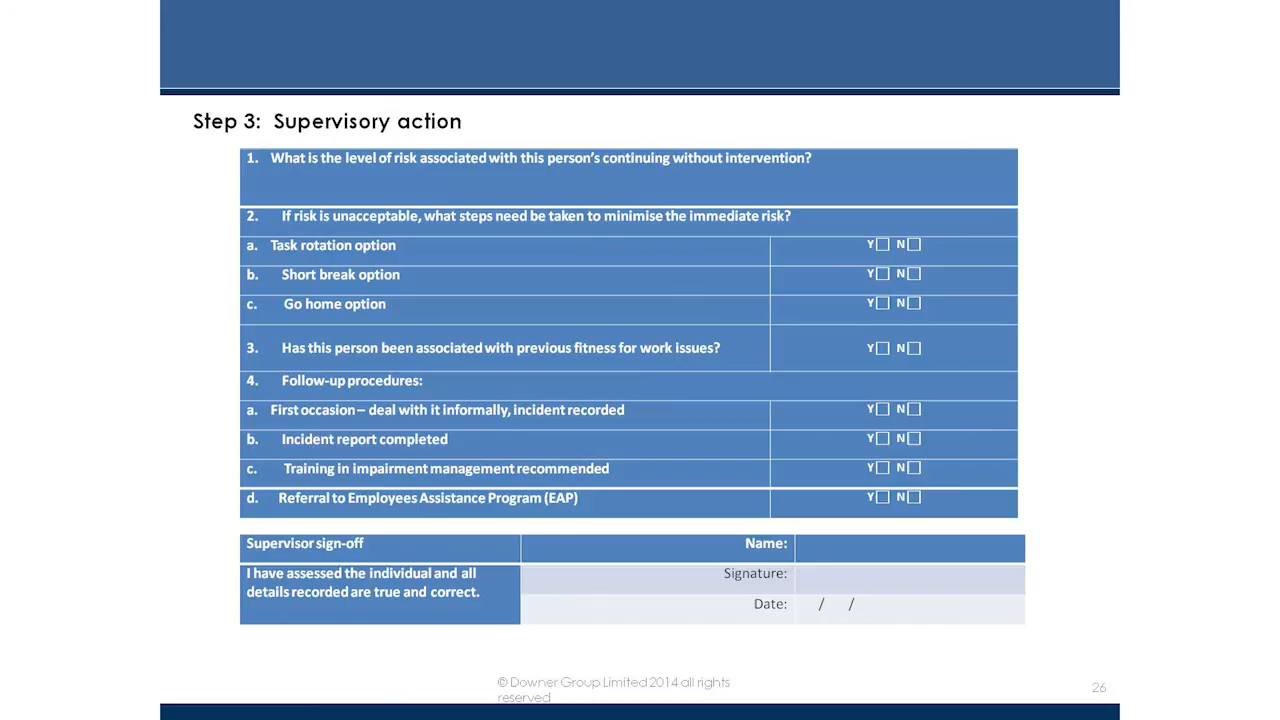 Step 3: Supervisory action
1. What is the level of risk associated with this person's continuing without intervention?
2. If risk is unacceptable, what steps need be taken to minimise the immediate risk?
a. Task rotation option Y☐ N☐
b. Short break option Y☐ N☐
c. Go home option Y☐ N☐
3. Has this person been associated with previous fitness for work issues? Y☐ N☐
4. Follow-up procedures:
a. First occasion – deal with it informally, incident recorded Y☐ N☐
b. Incident report completed Y☐ N☐
c. Training in impairment management recommended Y☐ N☐
d. Referral to Employees Assistance Program (EAP) Y☐ N☐
Supervisor sign-off Name:
I have assessed the individual and all
details recorded are true and correct.
Signature:
Date: / /
© Downer Group Limited 2014 all rights
reserved
26